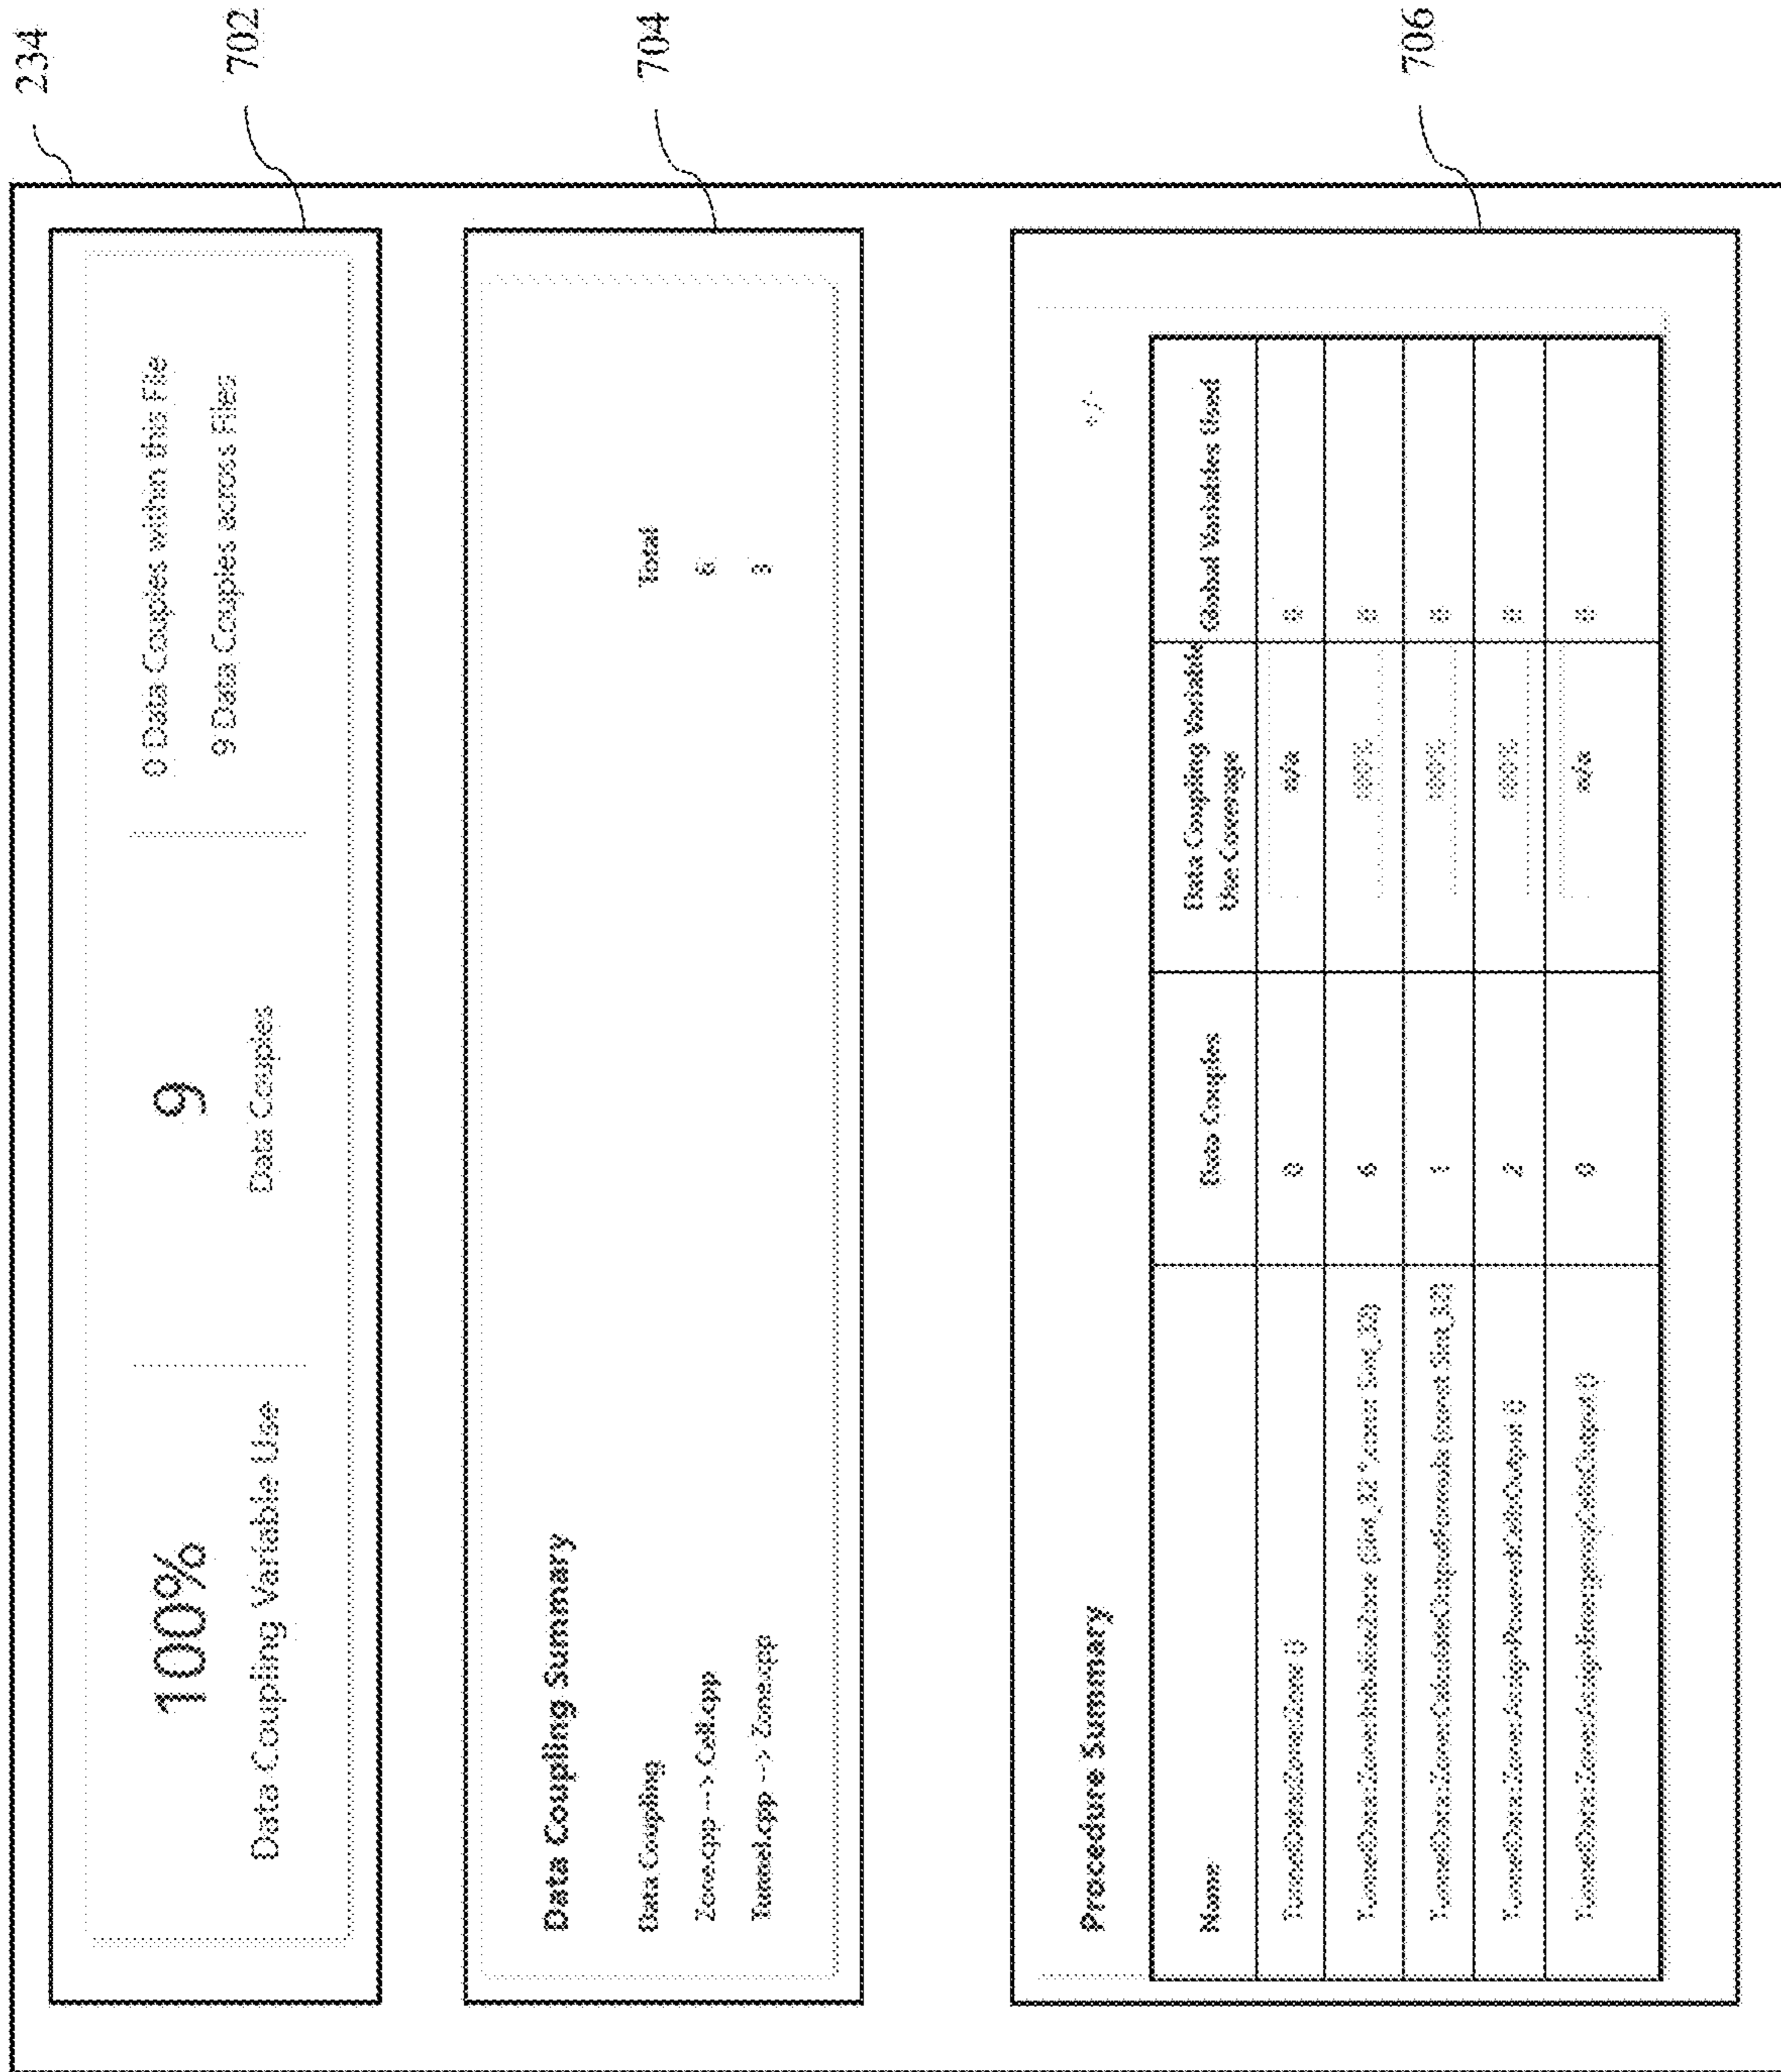 234
702
100%
Data Coupling Variable Use
9
Data Couples
0 Data Couples within this File
9 Data Couples across Files
704
Data Coupling Summary
Data Coupling Total
Zone.cpp --> Cell.cpp 6
Tunnel.cpp --> Zone.cpp 3
706
Procedure Summary +/-
Name Data Couples Data Coupling Variable Use Coverage Global Variables Used
0 n/a 0
6 100% 0
1 100% 0
2 100% 0
0 n/a 0